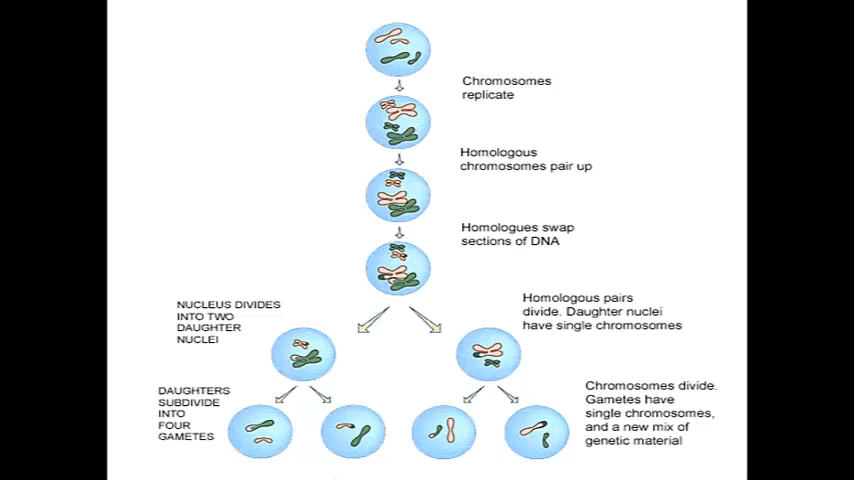 Chromosomes
replicate
Homologous
chromosomes pair up
Homologues swap
sections of DNA
NUCLEUS DIVIDES
INTO TWO
DAUGHTER
NUCLEI
Homologous pairs
divide. Daughter nuclei
have single chromosomes
DAUGHTERS
SUBDIVIDE
INTO
FOUR
GAMETES
Chromosomes divide.
Gametes have
single chromosomes,
and a new mix of
genetic material